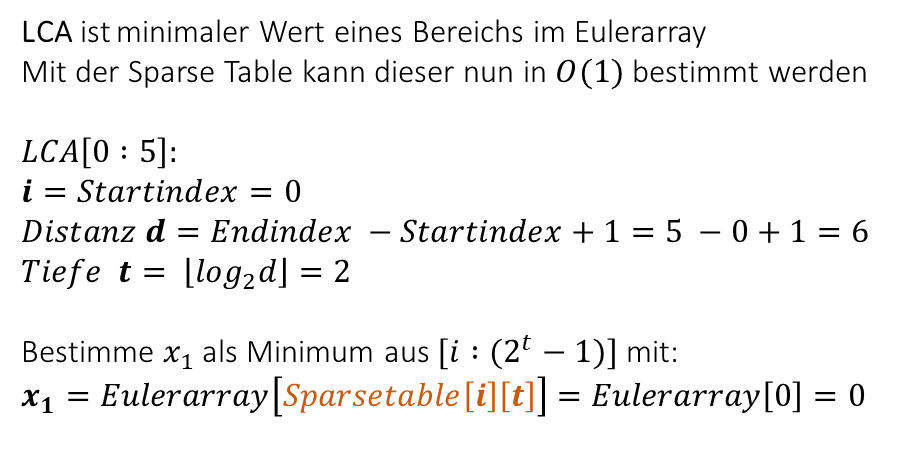 LCA ist minimaler Wert eines Bereichs im Eulerarray
Mit der Sparse Table kann dieser nun in O(1) bestimmt werden
LCA[0 : 5]:
i = Startindex = 0
Distanz d = Endindex − Startindex + 1 = 5 − 0 + 1 = 6
Tiefe t = ⌊log₂d⌋ = 2
Bestimme x₁ als Minimum aus [i : (2ᵗ − 1)] mit:
x₁ = Eulerarray[Sparsetable[i][t]] = Eulerarray[0] = 0